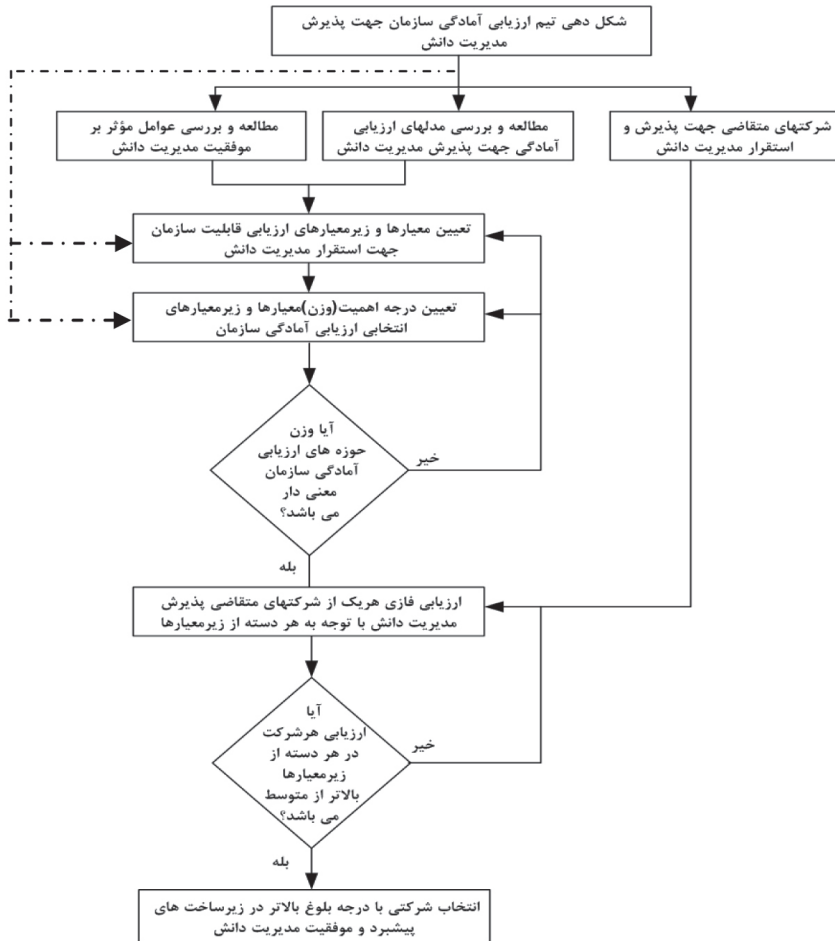 شکل دهی تیم ارزیابی آمادگی سازمان جهت پذیرش
مدیریت دانش
شرکتهای متقاضی جهت پذیرش و
استقرار مدیریت دانش
مطالعه و بررسی مدلهای ارزیابی
آمادگی جهت پذیرش مدیریت دانش
مطالعه و بررسی عوامل مؤثر بر
موفقیت مدیریت دانش
تعیین معیارها و زیرمعیارهای ارزیابی قابلیت سازمان
جهت استقرار مدیریت دانش
تعیین درجه اهمیت(وزن)معیارها و زیرمعیارهای
انتخابی ارزیابی آمادگی سازمان
آیا وزن
حوزه های ارزیابی
آمادگی سازمان
معنی دار
می باشد؟
خیر
بله
ارزیابی فازی هریک از شرکتهای متقاضی پذیرش
مدیریت دانش با توجه به هر دسته از زیرمعیارها
آیا
ارزیابی هرشرکت
در هر دسته از
زیرمعیارها
بالاتر از متوسط
می باشد؟
خیر
بله
انتخاب شرکتی با درجه بلوغ بالاتر در زیرساخت های
پیشبرد و موفقیت مدیریت دانش